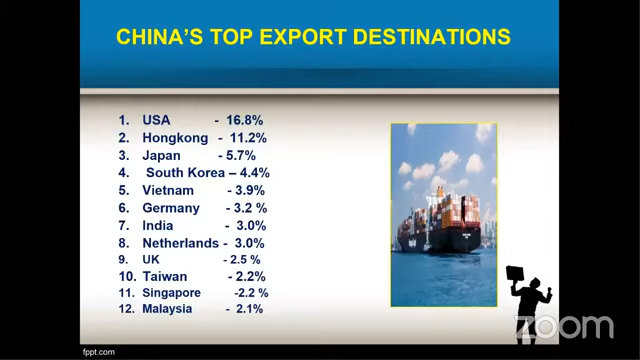 CHINA'S TOP EXPORT DESTINATIONS
1. USA - 16.8%
2. Hongkong - 11.2%
3. Japan - 5.7%
4. South Korea – 4.4%
5. Vietnam - 3.9%
6. Germany - 3.2 %
7. India - 3.0%
8. Netherlands - 3.0%
9. UK - 2.5 %
10. Taiwan - 2.2%
11. Singapore -2.2 %
12. Malaysia - 2.1%
zoom
fppt.com